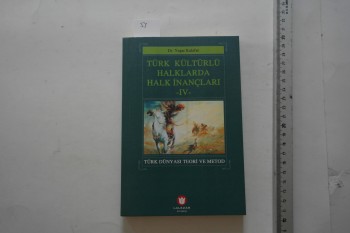 TÜRK KÜLTÜRLÜ
HALKLARDA
HALK İNANÇLARI
-IV-
TÜRK DÜNYASI TEORİ VE METOD